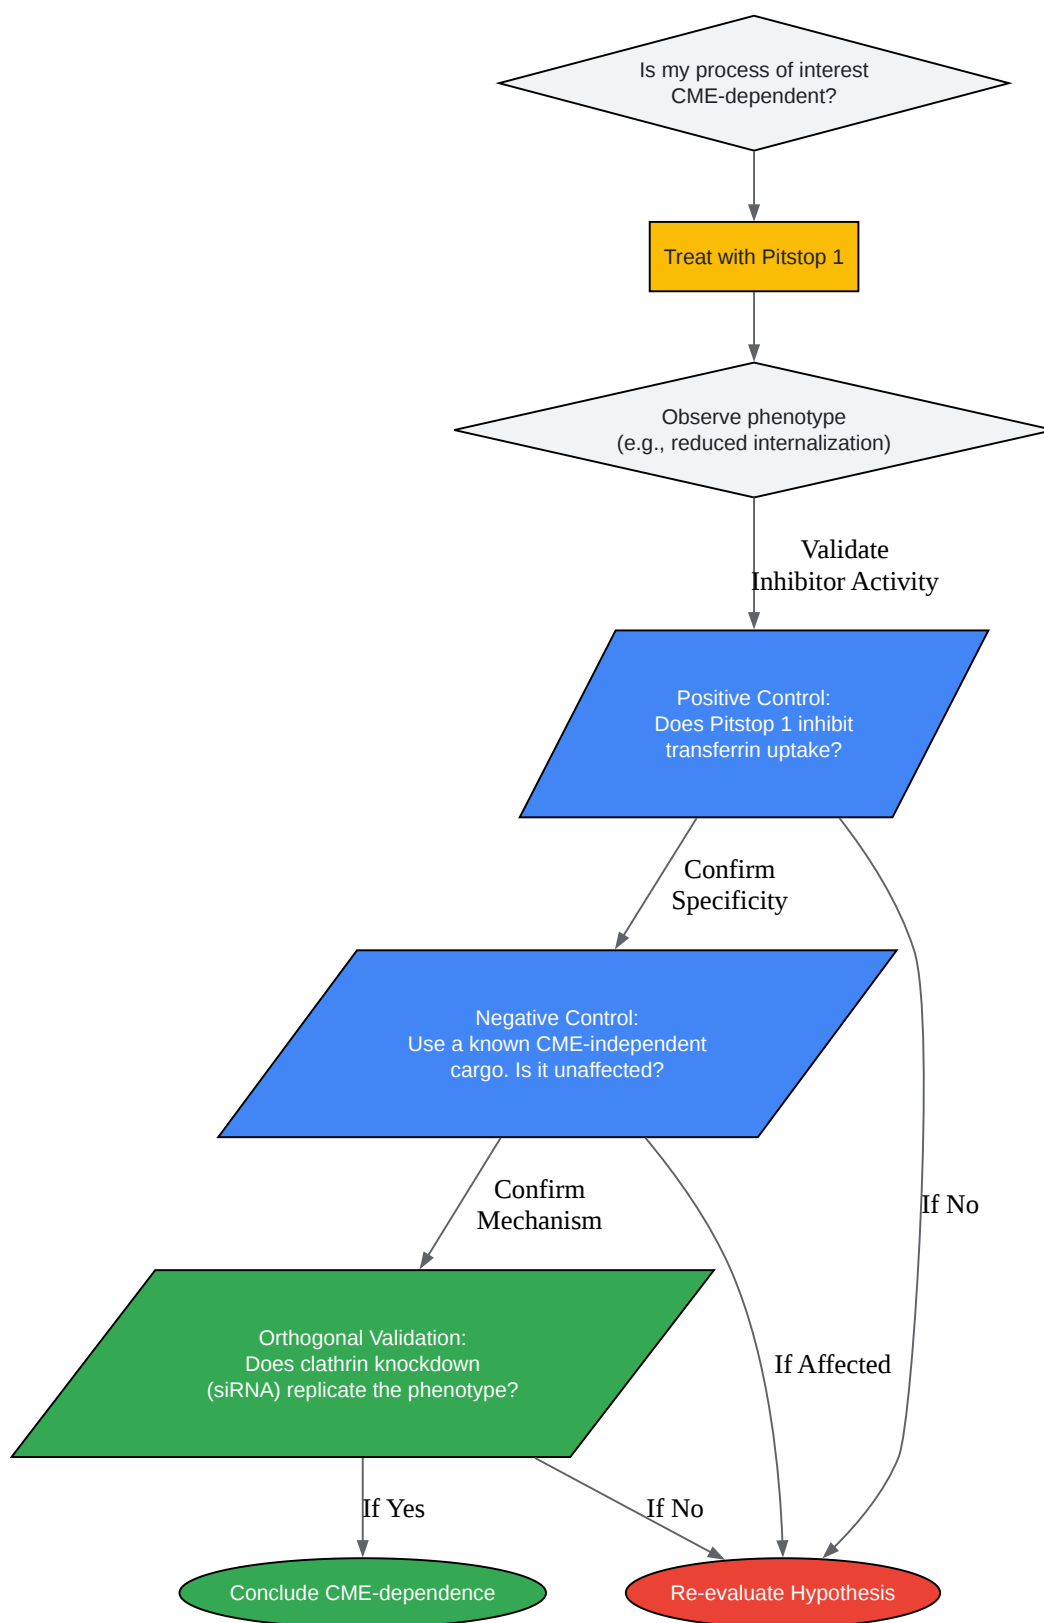 Is my process of interest
CME-dependent?
Treat with Pitstop 1
Observe phenotype
(e.g., reduced internalization)
Validate
Inhibitor Activity
Positive Control:
Does Pitstop 1 inhibit
transferrin uptake?
Confirm
Specificity
Negative Control:
Use a known CME-independent
cargo. Is it unaffected?
Confirm
Mechanism
If No
Orthogonal Validation:
Does clathrin knockdown
(siRNA) replicate the phenotype?
If Affected
If Yes
If No
Conclude CME-dependence
Re-evaluate Hypothesis